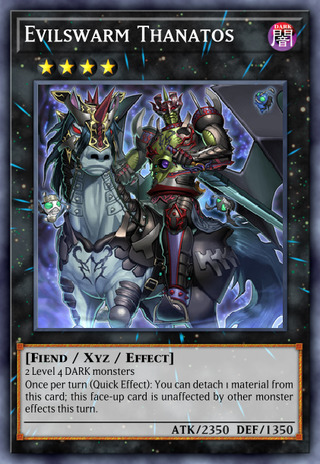 Evilswarm Thanatos
DARK
闇
[Fiend / Xyz / Effect]
2 Level 4 DARK monsters
Once per turn (Quick Effect): You can detach 1 material from
this card; this face-up card is unaffected by other monster
effects this turn.
ATK/2350 DEF/1350